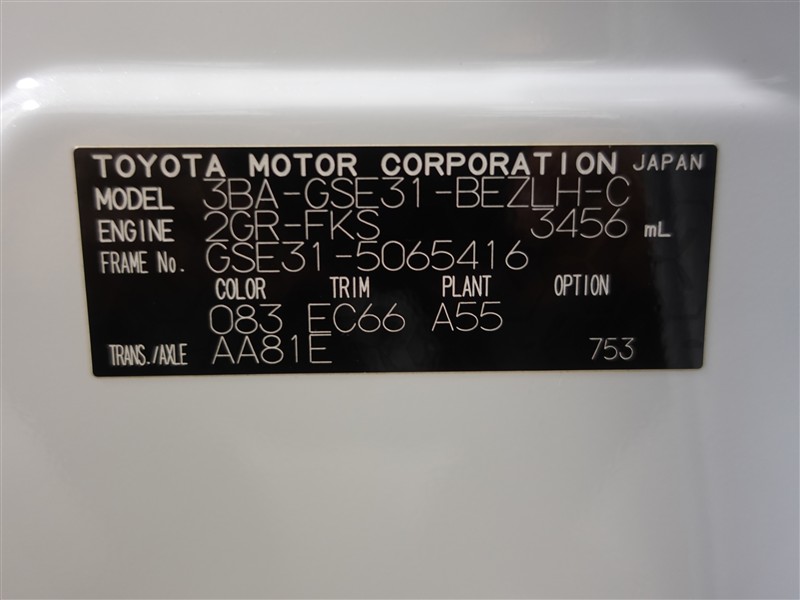 TOYOTA MOTOR CORPORATION JAPAN
MODEL 3BA-GSE31-BEZLH-C
ENGINE 2GR-FKS 3456 mL
FRAME No. GSE31-5065416
COLOR TRIM PLANT OPTION
083 EC66 A55
TRANS./AXLE AA81E 753